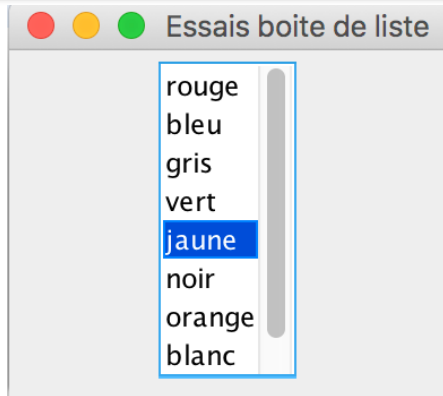 Essais boite de liste
rouge
bleu
gris
vert
jaune
noir
orange
blanc